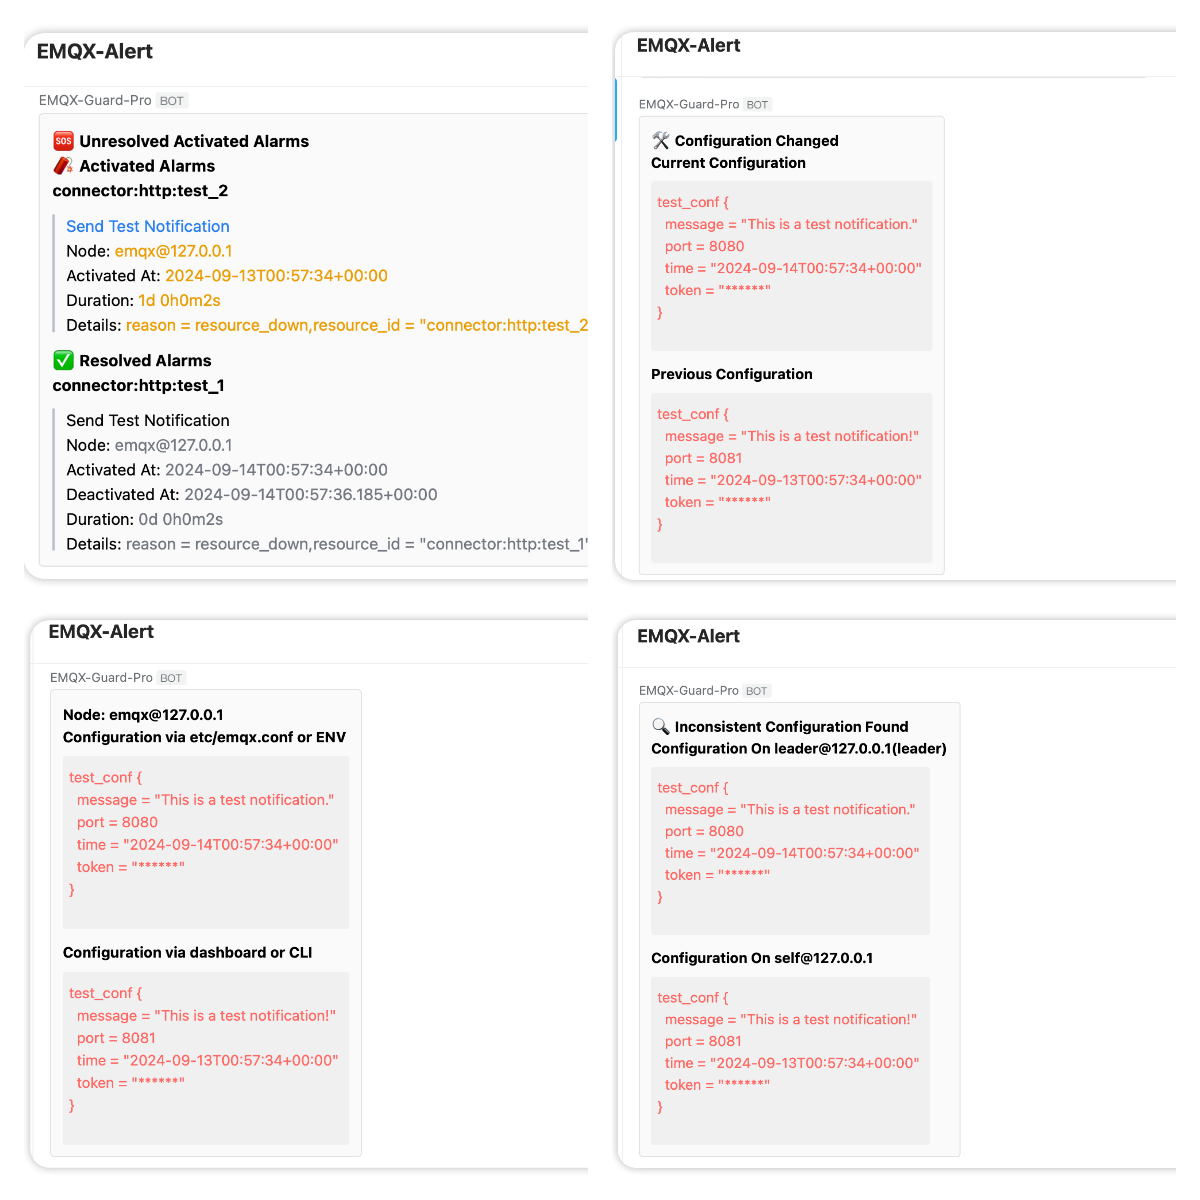 EMQX-Alert
EMQX-Guard-Pro BOT
🆘 Unresolved Activated Alarms
🧨 Activated Alarms
connector:http:test_2
Send Test Notification
Node: emqx@127.0.0.1
Activated At: 2024-09-13T00:57:34+00:00
Duration: 1d 0h0m2s
Details: reason = resource_down,resource_id = "connector:http:test_2
✅ Resolved Alarms
connector:http:test_1
Send Test Notification
Node: emqx@127.0.0.1
Activated At: 2024-09-14T00:57:34+00:00
Deactivated At: 2024-09-14T00:57:36.185+00:00
Duration: 0d 0h0m2s
Details: reason = resource_down,resource_id = "connector:http:test_1"
EMQX-Alert
EMQX-Guard-Pro BOT
🛠 Configuration Changed
Current Configuration
test_conf {
message = "This is a test notification."
port = 8080
time = "2024-09-14T00:57:34+00:00"
token = "******"
}
Previous Configuration
test_conf {
message = "This is a test notification!"
port = 8081
time = "2024-09-13T00:57:34+00:00"
token = "******"
}
EMQX-Alert
EMQX-Guard-Pro BOT
Node: emqx@127.0.0.1
Configuration via etc/emqx.conf or ENV
test_conf {
message = "This is a test notification."
port = 8080
time = "2024-09-14T00:57:34+00:00"
token = "******"
}
Configuration via dashboard or CLI
test_conf {
message = "This is a test notification!"
port = 8081
time = "2024-09-13T00:57:34+00:00"
token = "******"
}
EMQX-Alert
EMQX-Guard-Pro BOT
🔍 Inconsistent Configuration Found
Configuration On leader@127.0.0.1(leader)
test_conf {
message = "This is a test notification."
port = 8080
time = "2024-09-14T00:57:34+00:00"
token = "******"
}
Configuration On self@127.0.0.1
test_conf {
message = "This is a test notification!"
port = 8081
time = "2024-09-13T00:57:34+00:00"
token = "******"
}